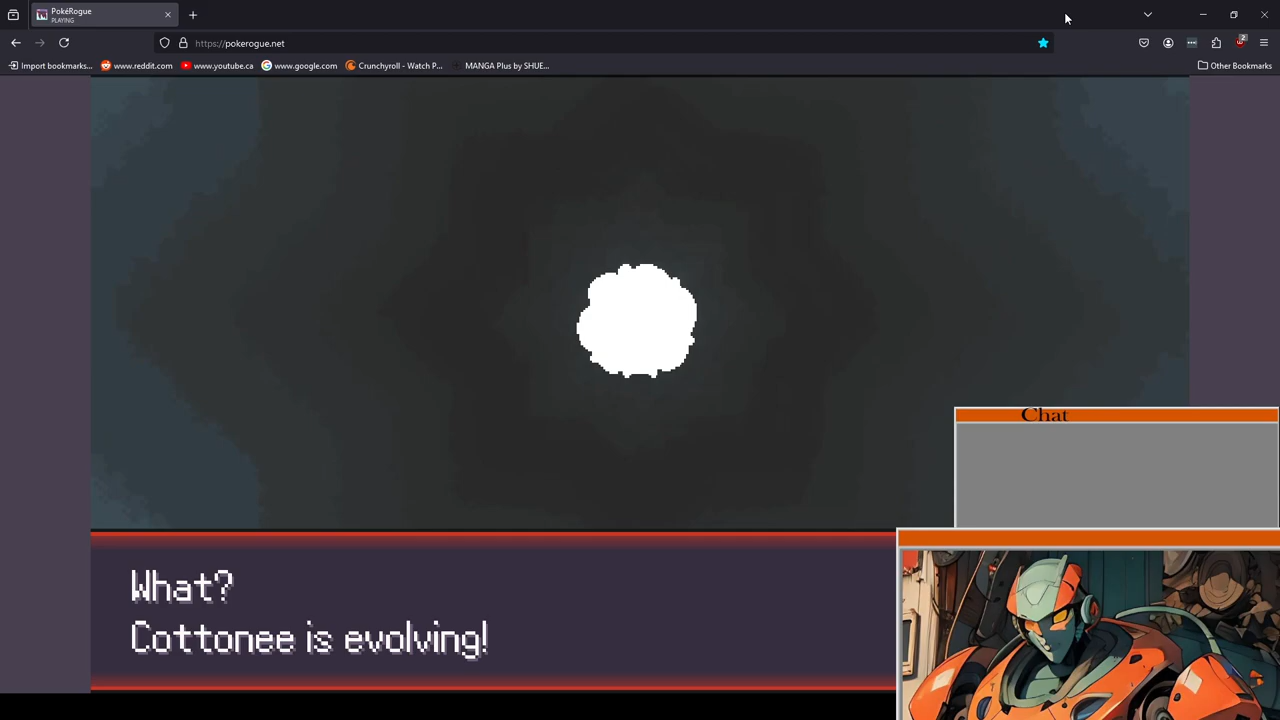 PokéRogue
PLAYING
https://pokerogue.net
2
Import bookmarks...
www.reddit.com
www.youtube.ca
www.google.com
Crunchyroll - Watch P...
MANGA Plus by SHUE...
Other Bookmarks
Chat
What?
Cottonee is evolving!